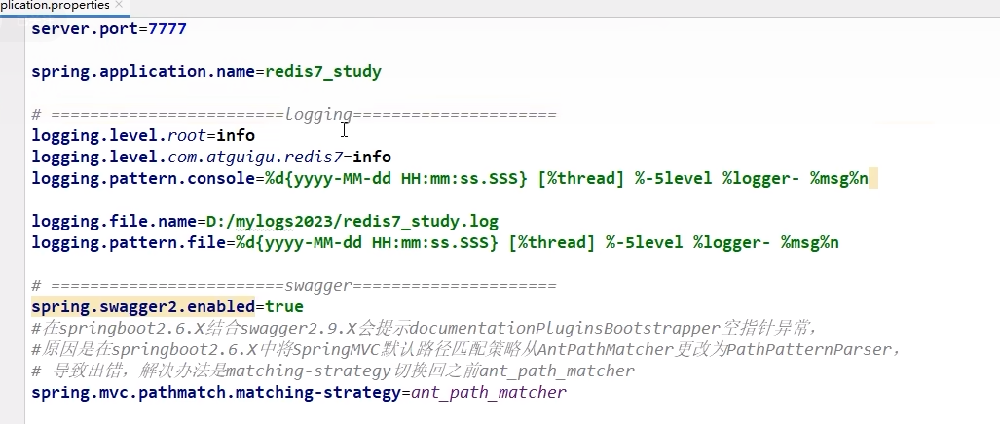 plication.properties
server.port=7777
spring.application.name=redis7_study
# ========================logging=====================
logging.level.root=info
logging.level.com.atguigu.redis7=info
logging.pattern.console=%d{yyyy-MM-dd HH:mm:ss.SSS} [%thread] %-5level %logger- %msg%n
logging.file.name=D:/mylogs2023/redis7_study.log
logging.pattern.file=%d{yyyy-MM-dd HH:mm:ss.SSS} [%thread] %-5level %logger- %msg%n
# ========================swagger=====================
spring.swagger2.enabled=true
#在springboot2.6.X结合swagger2.9.X会提示documentationPluginsBootstrapper空指针异常，
#原因是在springboot2.6.X中将SpringMVC默认路径匹配策略从AntPathMatcher更改为PathPatternParser，
# 导致出错，解决办法是matching-strategy切换回之前ant_path_matcher
spring.mvc.pathmatch.matching-strategy=ant_path_matcher